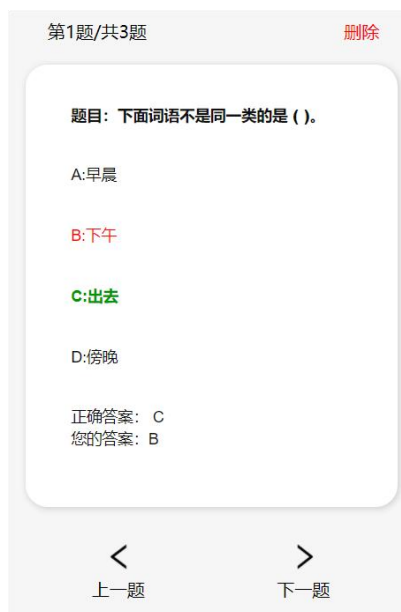 第1题/共3题 删除
题目：下面词语不是同一类的是 ( )。
A:早晨
B:下午
C:出去
D:傍晚
正确答案： C
您的答案：B
上一题 下一题